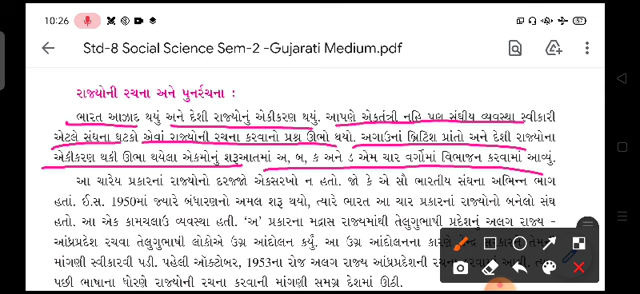 10:26
57
Std-8 Social Science Sem-2 -Gujarati Medium.pdf
રાજ્યોની રચના અને પુનર્રચના :
ભારત આઝાદ થયું અને દેશી રાજ્યોનું એકીકરણ થયું. આપણે એકતંત્રી નહિ પણ સંઘીય વ્યવસ્થા સ્વીકારી
એટલે સંઘના ઘટકો એવાં રાજ્યોની રચના કરવાનો પ્રશ્ન ઊભો થયો. અગાઉનાં બ્રિટિશ પ્રાંતો અને દેશી રાજ્યોના
એકીકરણ થકી ઊભા થયેલા એકમોનું શરૂઆતમાં અ, બ, ક અને ડ એમ ચાર વર્ગોમાં વિભાજન કરવામાં આવ્યું.
આ ચારેય પ્રકારનાં રાજ્યોનો દરજ્જો એકસરખો ન હતો. જો કે એ સૌ ભારતીય સંઘના અભિન્ન ભાગ
હતાં. ઈ.સ. 1950માં જ્યારે બંધારણનો અમલ શરૂ થયો, ત્યારે ભારત આ ચાર પ્રકારનાં રાજ્યોનો બનેલો સંઘ
હતો. આ એક કામચલાઉ વ્યવસ્થા હતી. 'અ' પ્રકારના મદ્રાસ રાજ્યમાંથી તેલુગુભાષી પ્રદેશનું અલગ રાજ્ય -
આંધ્રપ્રદેશ રચવા તેલુગુભાષી લોકોએ ઉગ્ર આંદોલન કર્યું. આ ઉગ્ર આંદોલનના કારણે
માંગણી સ્વીકારવી પડી. પહેલી ઑક્ટોબર, 1953ના રોજ અલગ રાજ્ય આંધ્રપ્રદેશની
પછી ભાષાના ધોરણે રાજ્યોની રચના કરવાની માંગણી સમગ્ર દેશમાં ઊઠી.